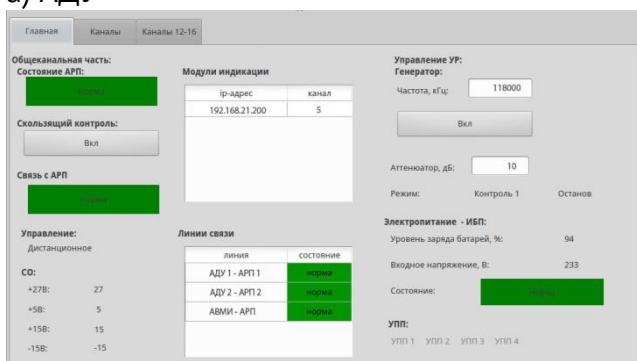 а) АДУ
Главная Каналы Каналы 12-16
Общеканальная часть:
Состояние АРП:
норма
Скользящий контроль:
Вкл
Связь с АРП
норма
Управление:
Дистанционное
СО:
+27В: 27
+5В: 5
+15В: 15
-15В: -15
Модули индикации
ip-адрес канал
192.168.21.200 5
Линии связи
линия состояние
АДУ 1 - АРП 1 норма
АДУ 2 - АРП 2 норма
АВМИ - АРП норма
Управление УР:
Генератор:
Частота, кГц: 118000
Вкл
Аттенюатор, дБ: 10
Режим: Контроль 1 Останов
Электропитание - ИБП:
Уровень заряда батарей, %: 94
Входное напряжение, В: 233
Состояние: норма
УПП:
УПП 1 УПП 2 УПП 3 УПП 4